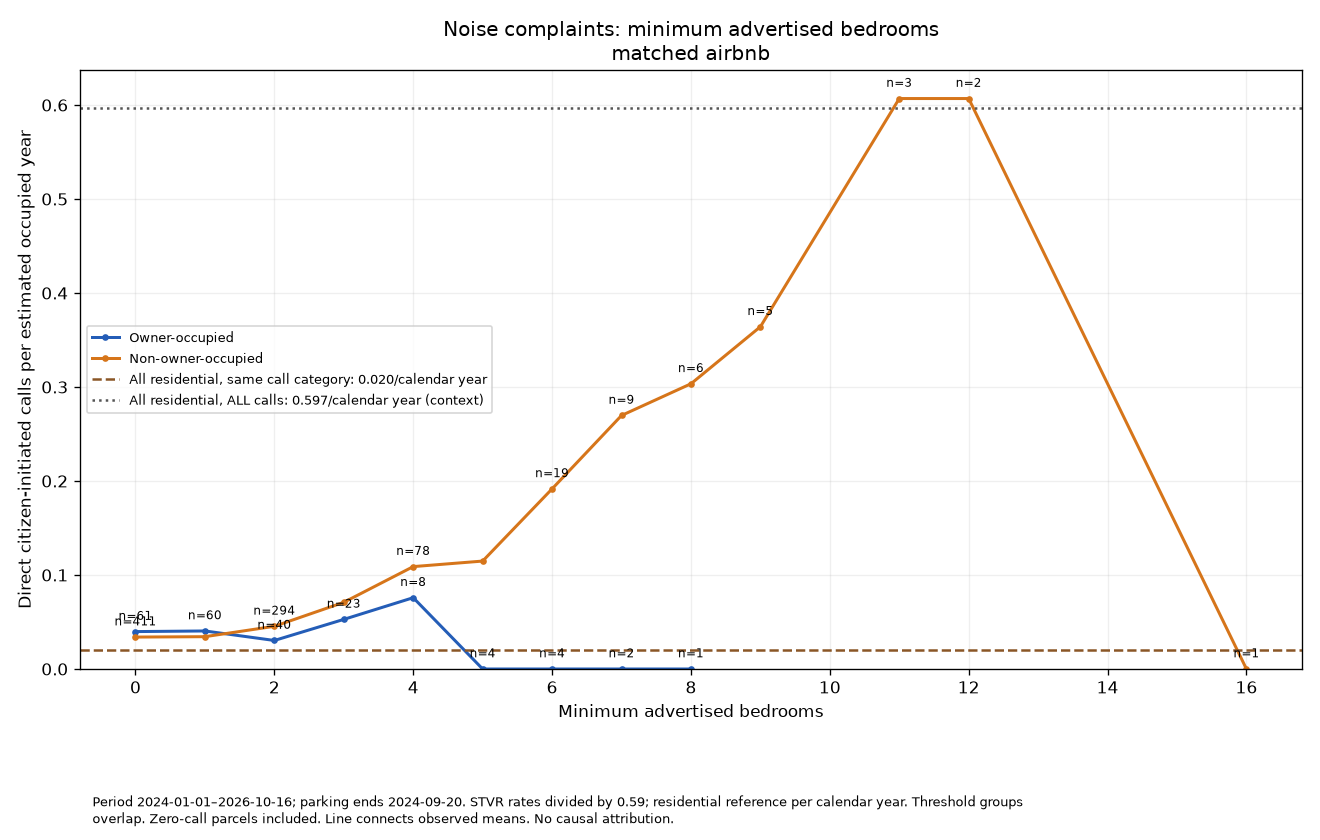 Noise complaints: minimum advertised bedrooms
matched airbnb
Direct citizen-initiated calls per estimated occupied year
0.6
0.5
0.4
0.3
0.2
0.1
0.0
n=3
n=2
n=5
n=6
n=9
n=19
n=78
n=8
n=61
n=411
n=60
n=294
n=40
n=23
n=4
n=4
n=2
n=1
n=1
Owner-occupied
Non-owner-occupied
All residential, same call category: 0.020/calendar year
All residential, ALL calls: 0.597/calendar year (context)
0 2 4 6 8 10 12 14 16
Minimum advertised bedrooms
Period 2024-01-01–2026-10-16; parking ends 2024-09-20. STVR rates divided by 0.59; residential reference per calendar year. Threshold groups
overlap. Zero-call parcels included. Line connects observed means. No causal attribution.